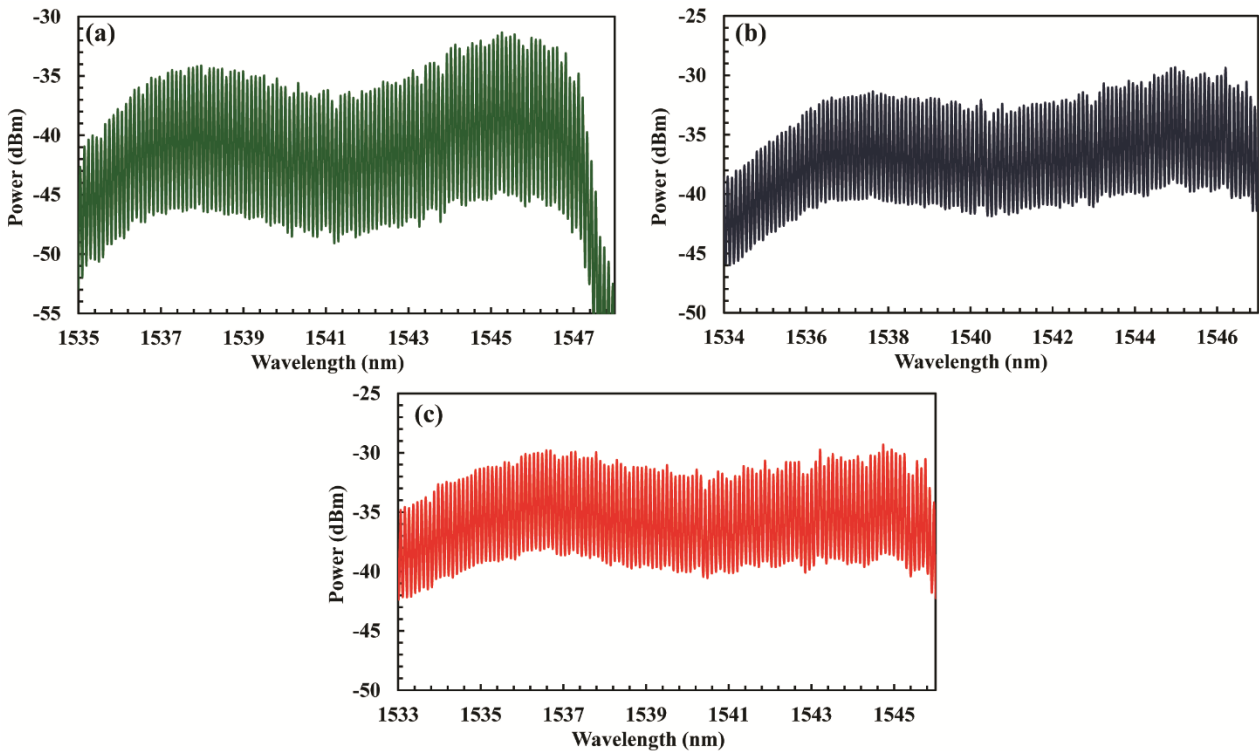 (a)
-30
-35
-40
-45
-50
-55
Power (dBm)
1535 1537 1539 1541 1543 1545 1547
Wavelength (nm)
(b)
-25
-30
-35
-40
-45
-50
Power (dBm)
1534 1536 1538 1540 1542 1544 1546
Wavelength (nm)
(c)
-25
-30
-35
-40
-45
-50
Power (dBm)
1533 1535 1537 1539 1541 1543 1545
Wavelength (nm)